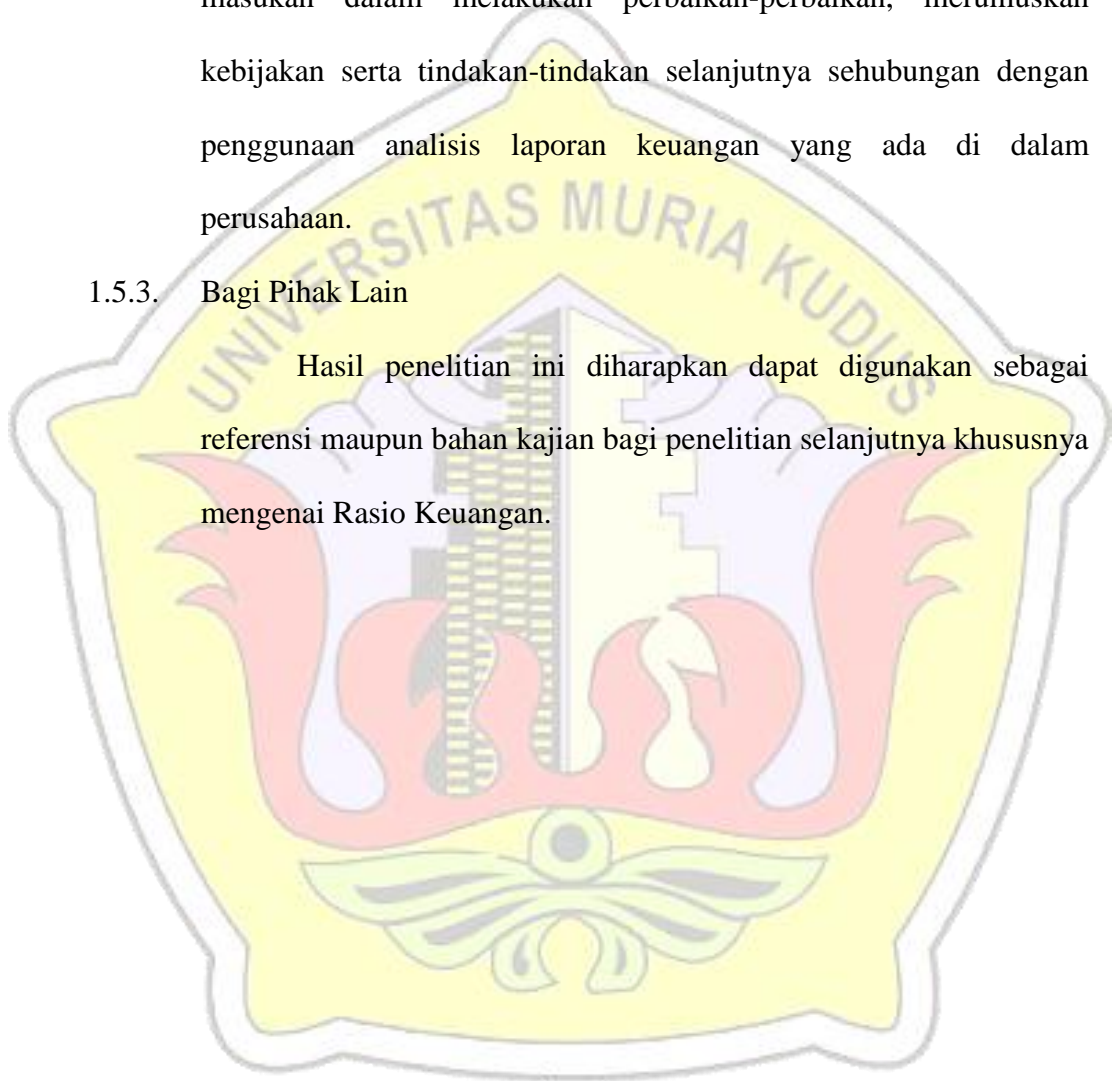 masukan dalam melakukan perbaikan-perbaikan, merumuskan
kebijakan serta tindakan-tindakan selanjutnya sehubungan dengan
penggunaan analisis laporan keuangan yang ada di dalam
perusahaan.
UNIVERSITAS MURIA KUDUS
1.5.3. Bagi Pihak Lain
Hasil penelitian ini diharapkan dapat digunakan sebagai
referensi maupun bahan kajian bagi penelitian selanjutnya khususnya
mengenai Rasio Keuangan.